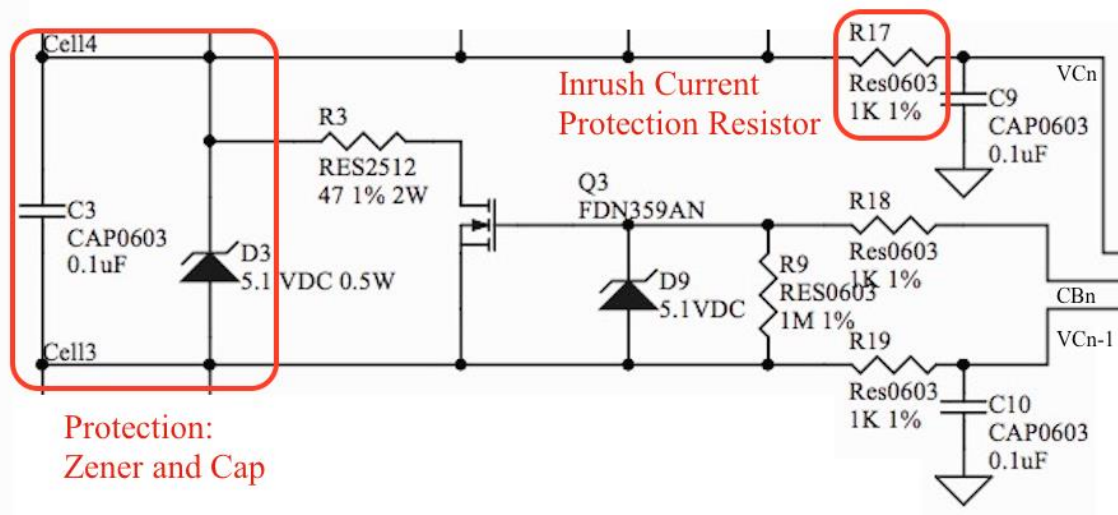 Cell4
R17
Inrush Current
Protection Resistor
Res0603
1K 1%
VCn
C9
CAP0603
0.1uF
R3
RES2512
47 1% 2W
Q3
FDN359AN
R18
Res0603
1K 1%
C3
CAP0603
0.1uF
D3
5.1 VDC 0.5W
D9
5.1VDC
R9
RES0603
1M 1%
CBn
VCn-1
Cell3
R19
Res0603
1K 1%
C10
CAP0603
0.1uF
Protection:
Zener and Cap